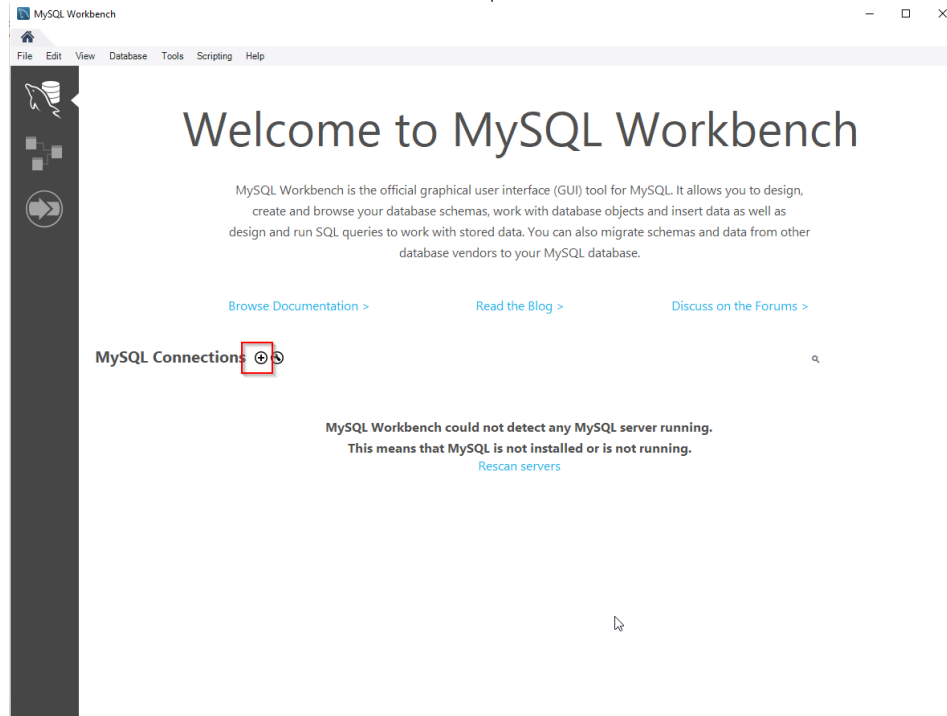 MySQL Workbench
File Edit View Database Tools Scripting Help
Welcome to MySQL Workbench
MySQL Workbench is the official graphical user interface (GUI) tool for MySQL. It allows you to design,
create and browse your database schemas, work with database objects and insert data as well as
design and run SQL queries to work with stored data. You can also migrate schemas and data from other
database vendors to your MySQL database.
Browse Documentation > Read the Blog > Discuss on the Forums >
MySQL Connections
MySQL Workbench could not detect any MySQL server running.
This means that MySQL is not installed or is not running.
Rescan servers